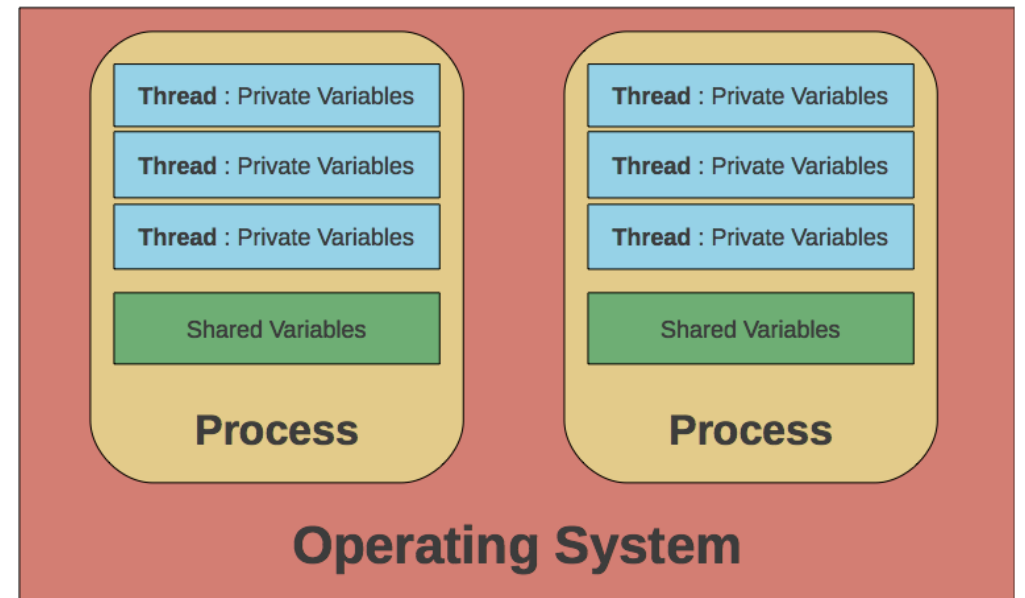 Thread : Private Variables
Thread : Private Variables
Thread : Private Variables
Shared Variables
Process
Thread : Private Variables
Thread : Private Variables
Thread : Private Variables
Shared Variables
Process
Operating System